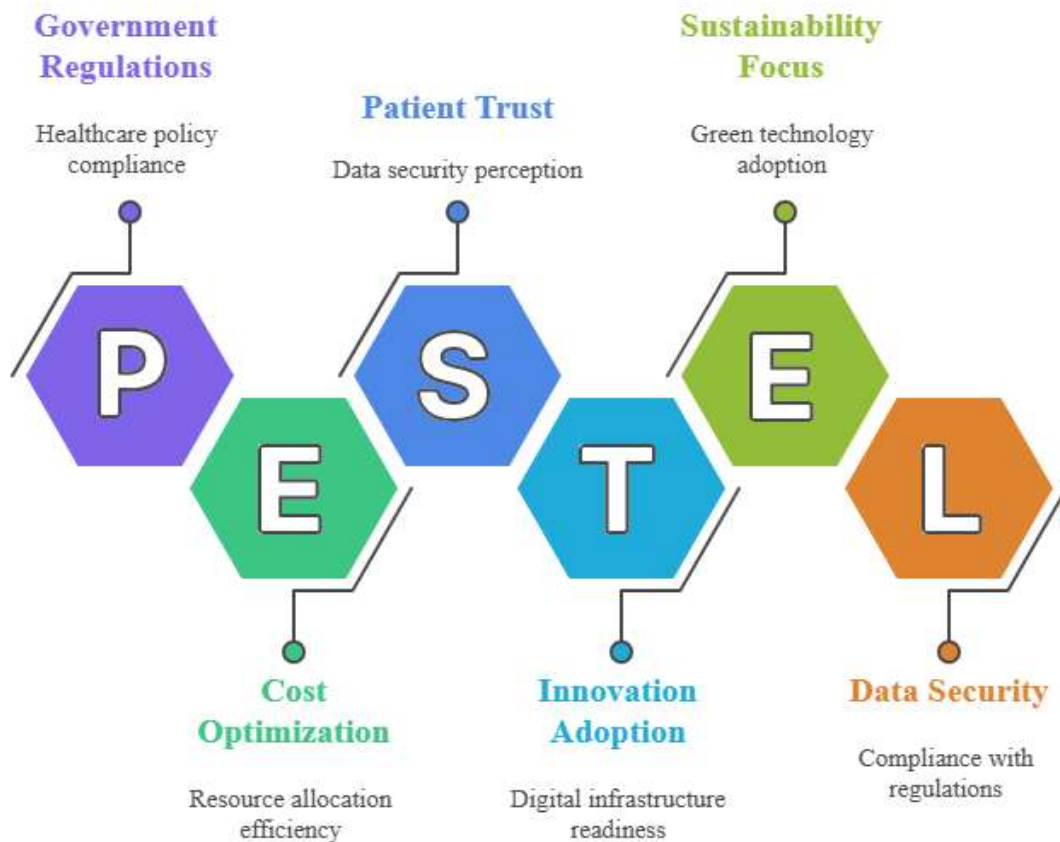 Government
Regulations
Healthcare policy
compliance
Patient Trust
Data security perception
Sustainability
Focus
Green technology
adoption
P
E
S
T
E
L
Cost
Optimization
Resource allocation
efficiency
Innovation
Adoption
Digital infrastructure
readiness
Data Security
Compliance with
regulations